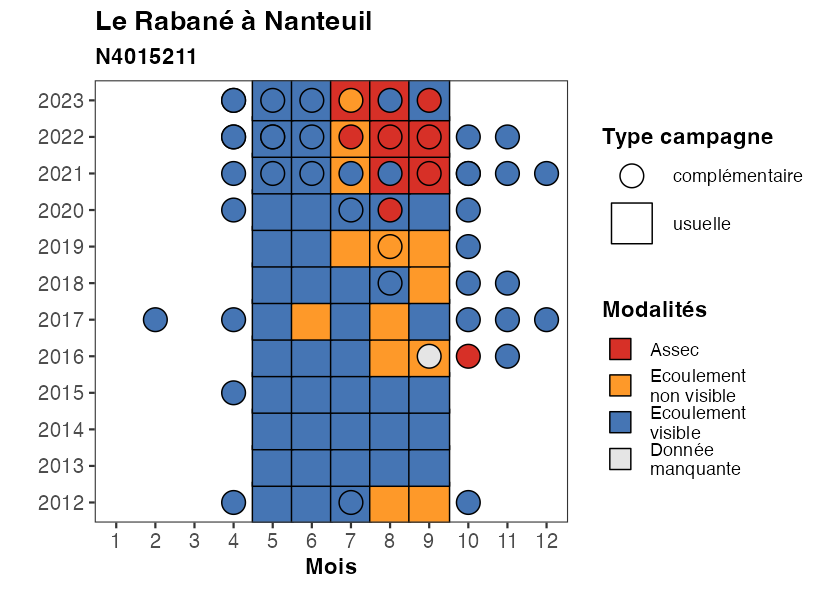 Le Rabané à Nanteuil
N4015211
2023
2022
2021
2020
2019
2018
2017
2016
2015
2014
2013
2012
1 2 3 4 5 6 7 8 9 10 11 12
Mois
Type campagne
complémentaire
usuelle
Modalités
Assec
Ecoulement
non visible
Ecoulement
visible
Donnée
manquante